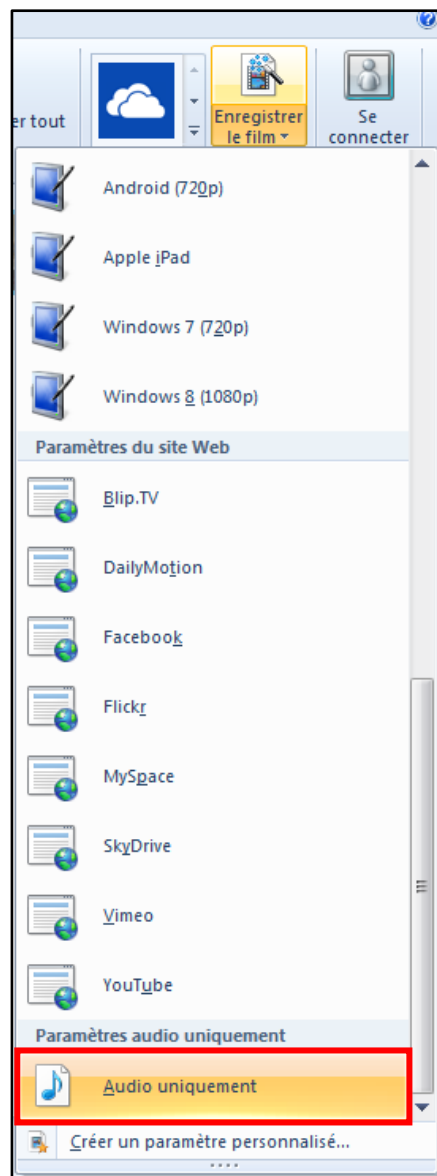 er tout
Enregistrer
le film
Se
connecter
Android (720p)
Apple iPad
Windows 7 (720p)
Windows 8 (1080p)
Paramètres du site Web
Blip.TV
DailyMotion
Facebook
Flickr
MySpace
SkyDrive
Vimeo
YouTube
Paramètres audio uniquement
Audio uniquement
Créer un paramètre personnalisé...